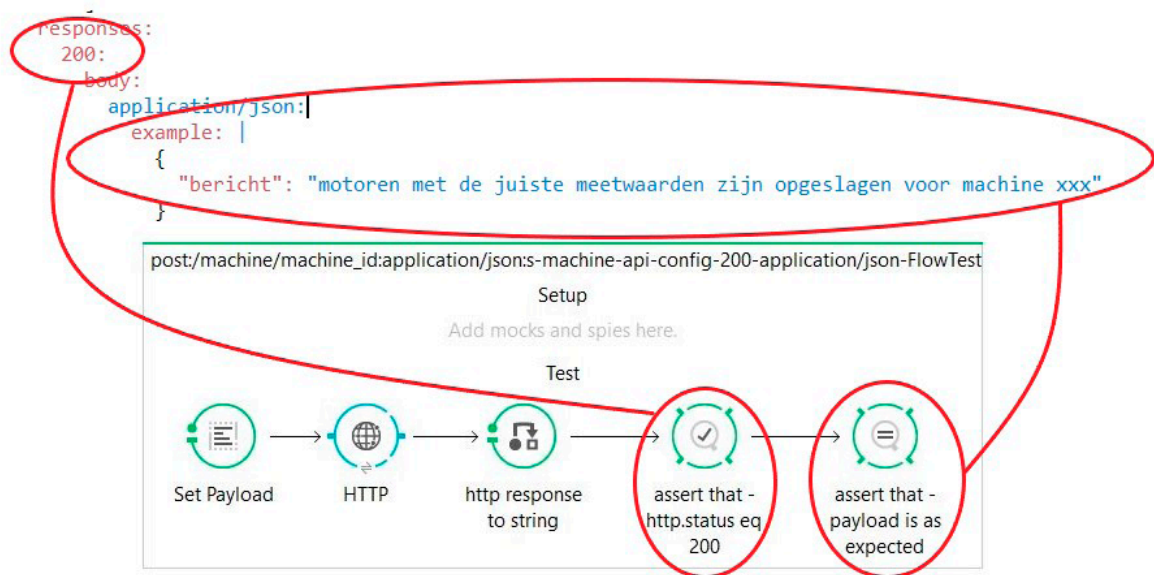 responses:
200:
body:
application/json:
example: |
{
"bericht": "motoren met de juiste meetwaarden zijn opgeslagen voor machine xxx"
}
post:/machine/machine_id:application/json:s-machine-api-config-200-application/json-FlowTest
Setup
Add mocks and spies here.
Test
Set Payload
HTTP
http response
to string
assert that -
http.status eq
200
assert that -
payload is as
expected